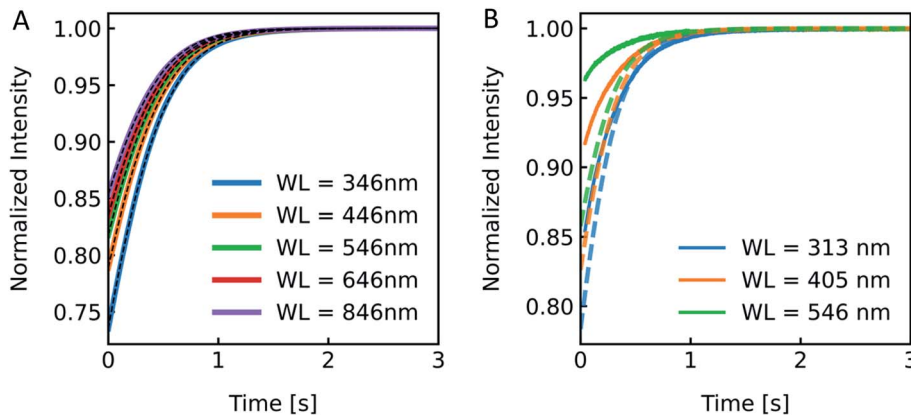 A
Normalized Intensity
1.00
0.95
0.90
0.85
0.80
0.75
WL = 346nm
WL = 446nm
WL = 546nm
WL = 646nm
WL = 846nm
0
1
2
3
Time [s]
B
Normalized Intensity
1.00
0.95
0.90
0.85
0.80
WL = 313 nm
WL = 405 nm
WL = 546 nm
0
1
2
3
Time [s]